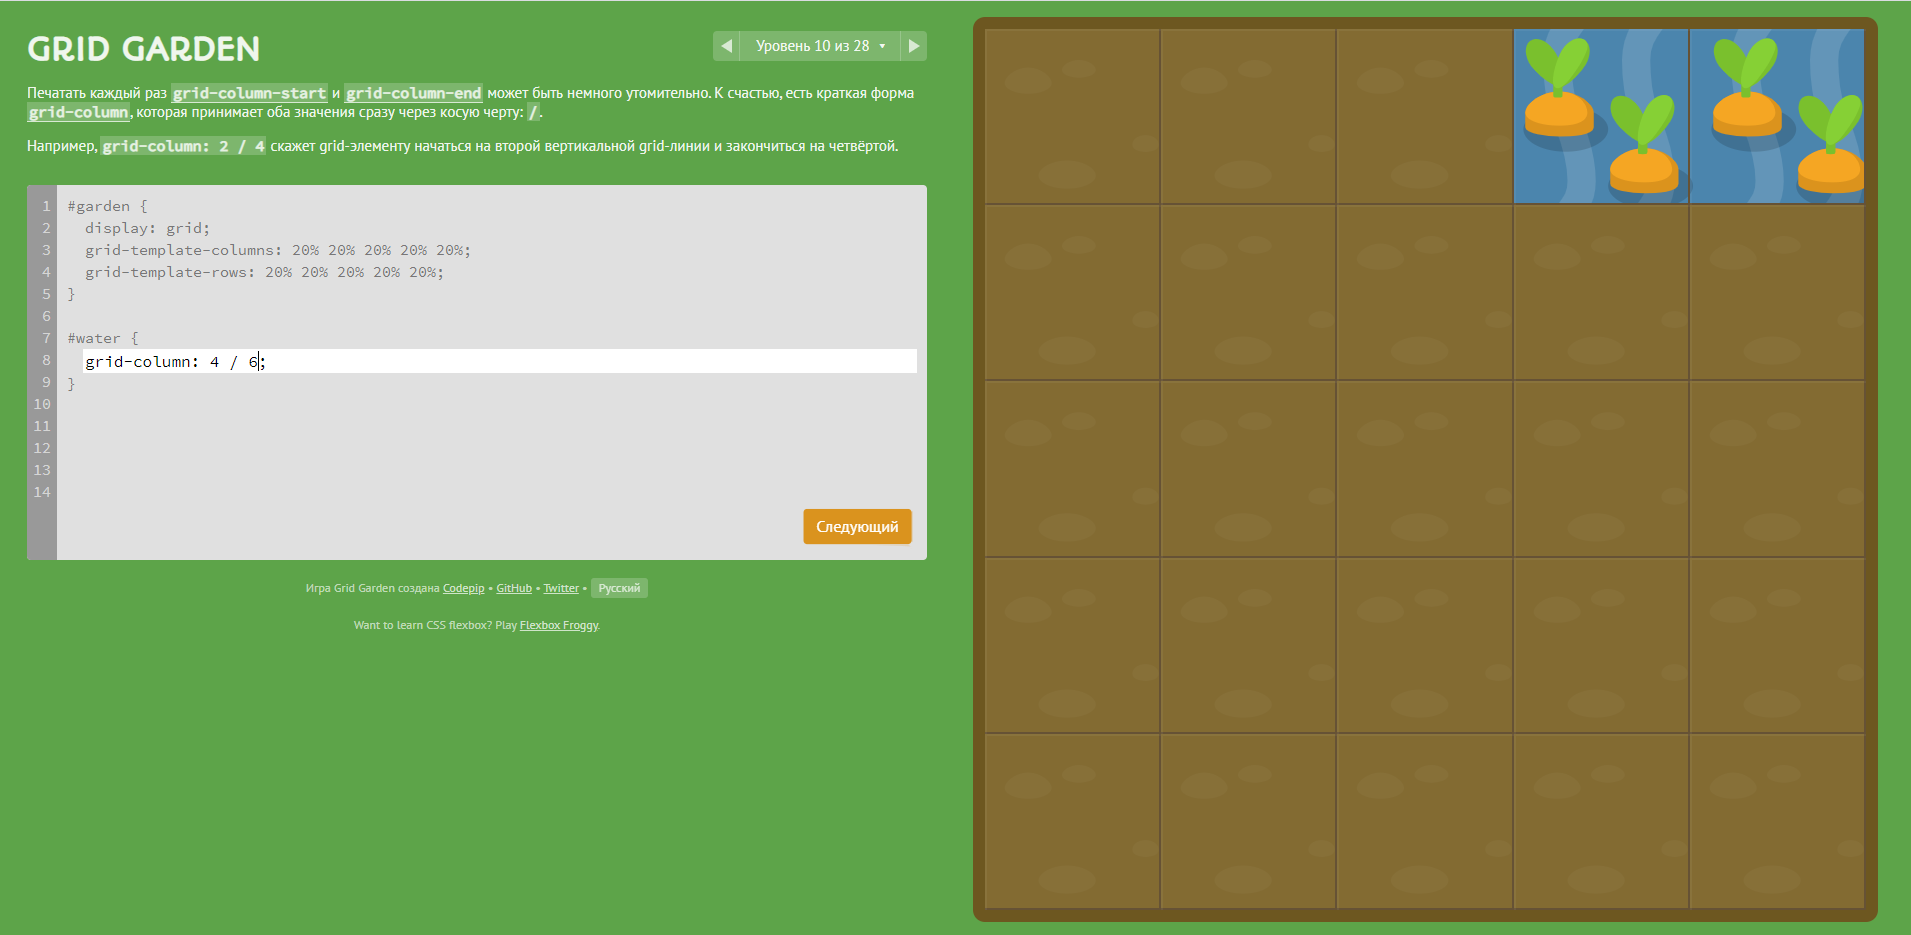 GRID GARDEN
Уровень 10 из 28
Печатать каждый раз grid-column-start и grid-column-end может быть немного утомительно. К счастью, есть краткая форма
grid-column, которая принимает оба значения сразу через косую черту: /.
Например, grid-column: 2 / 4 скажет grid-элементу начаться на второй вертикальной grid-линии и закончиться на четвёртой.
1 #garden {
2 display: grid;
3 grid-template-columns: 20% 20% 20% 20% 20%;
4 grid-template-rows: 20% 20% 20% 20% 20%;
5 }
6
7 #water {
8 grid-column: 4 / 6;
9 }
10
11
12
13
14
Следующий
Игра Grid Garden создана Codepip • GitHub • Twitter • Русский
Want to learn CSS flexbox? Play Flexbox Froggy.